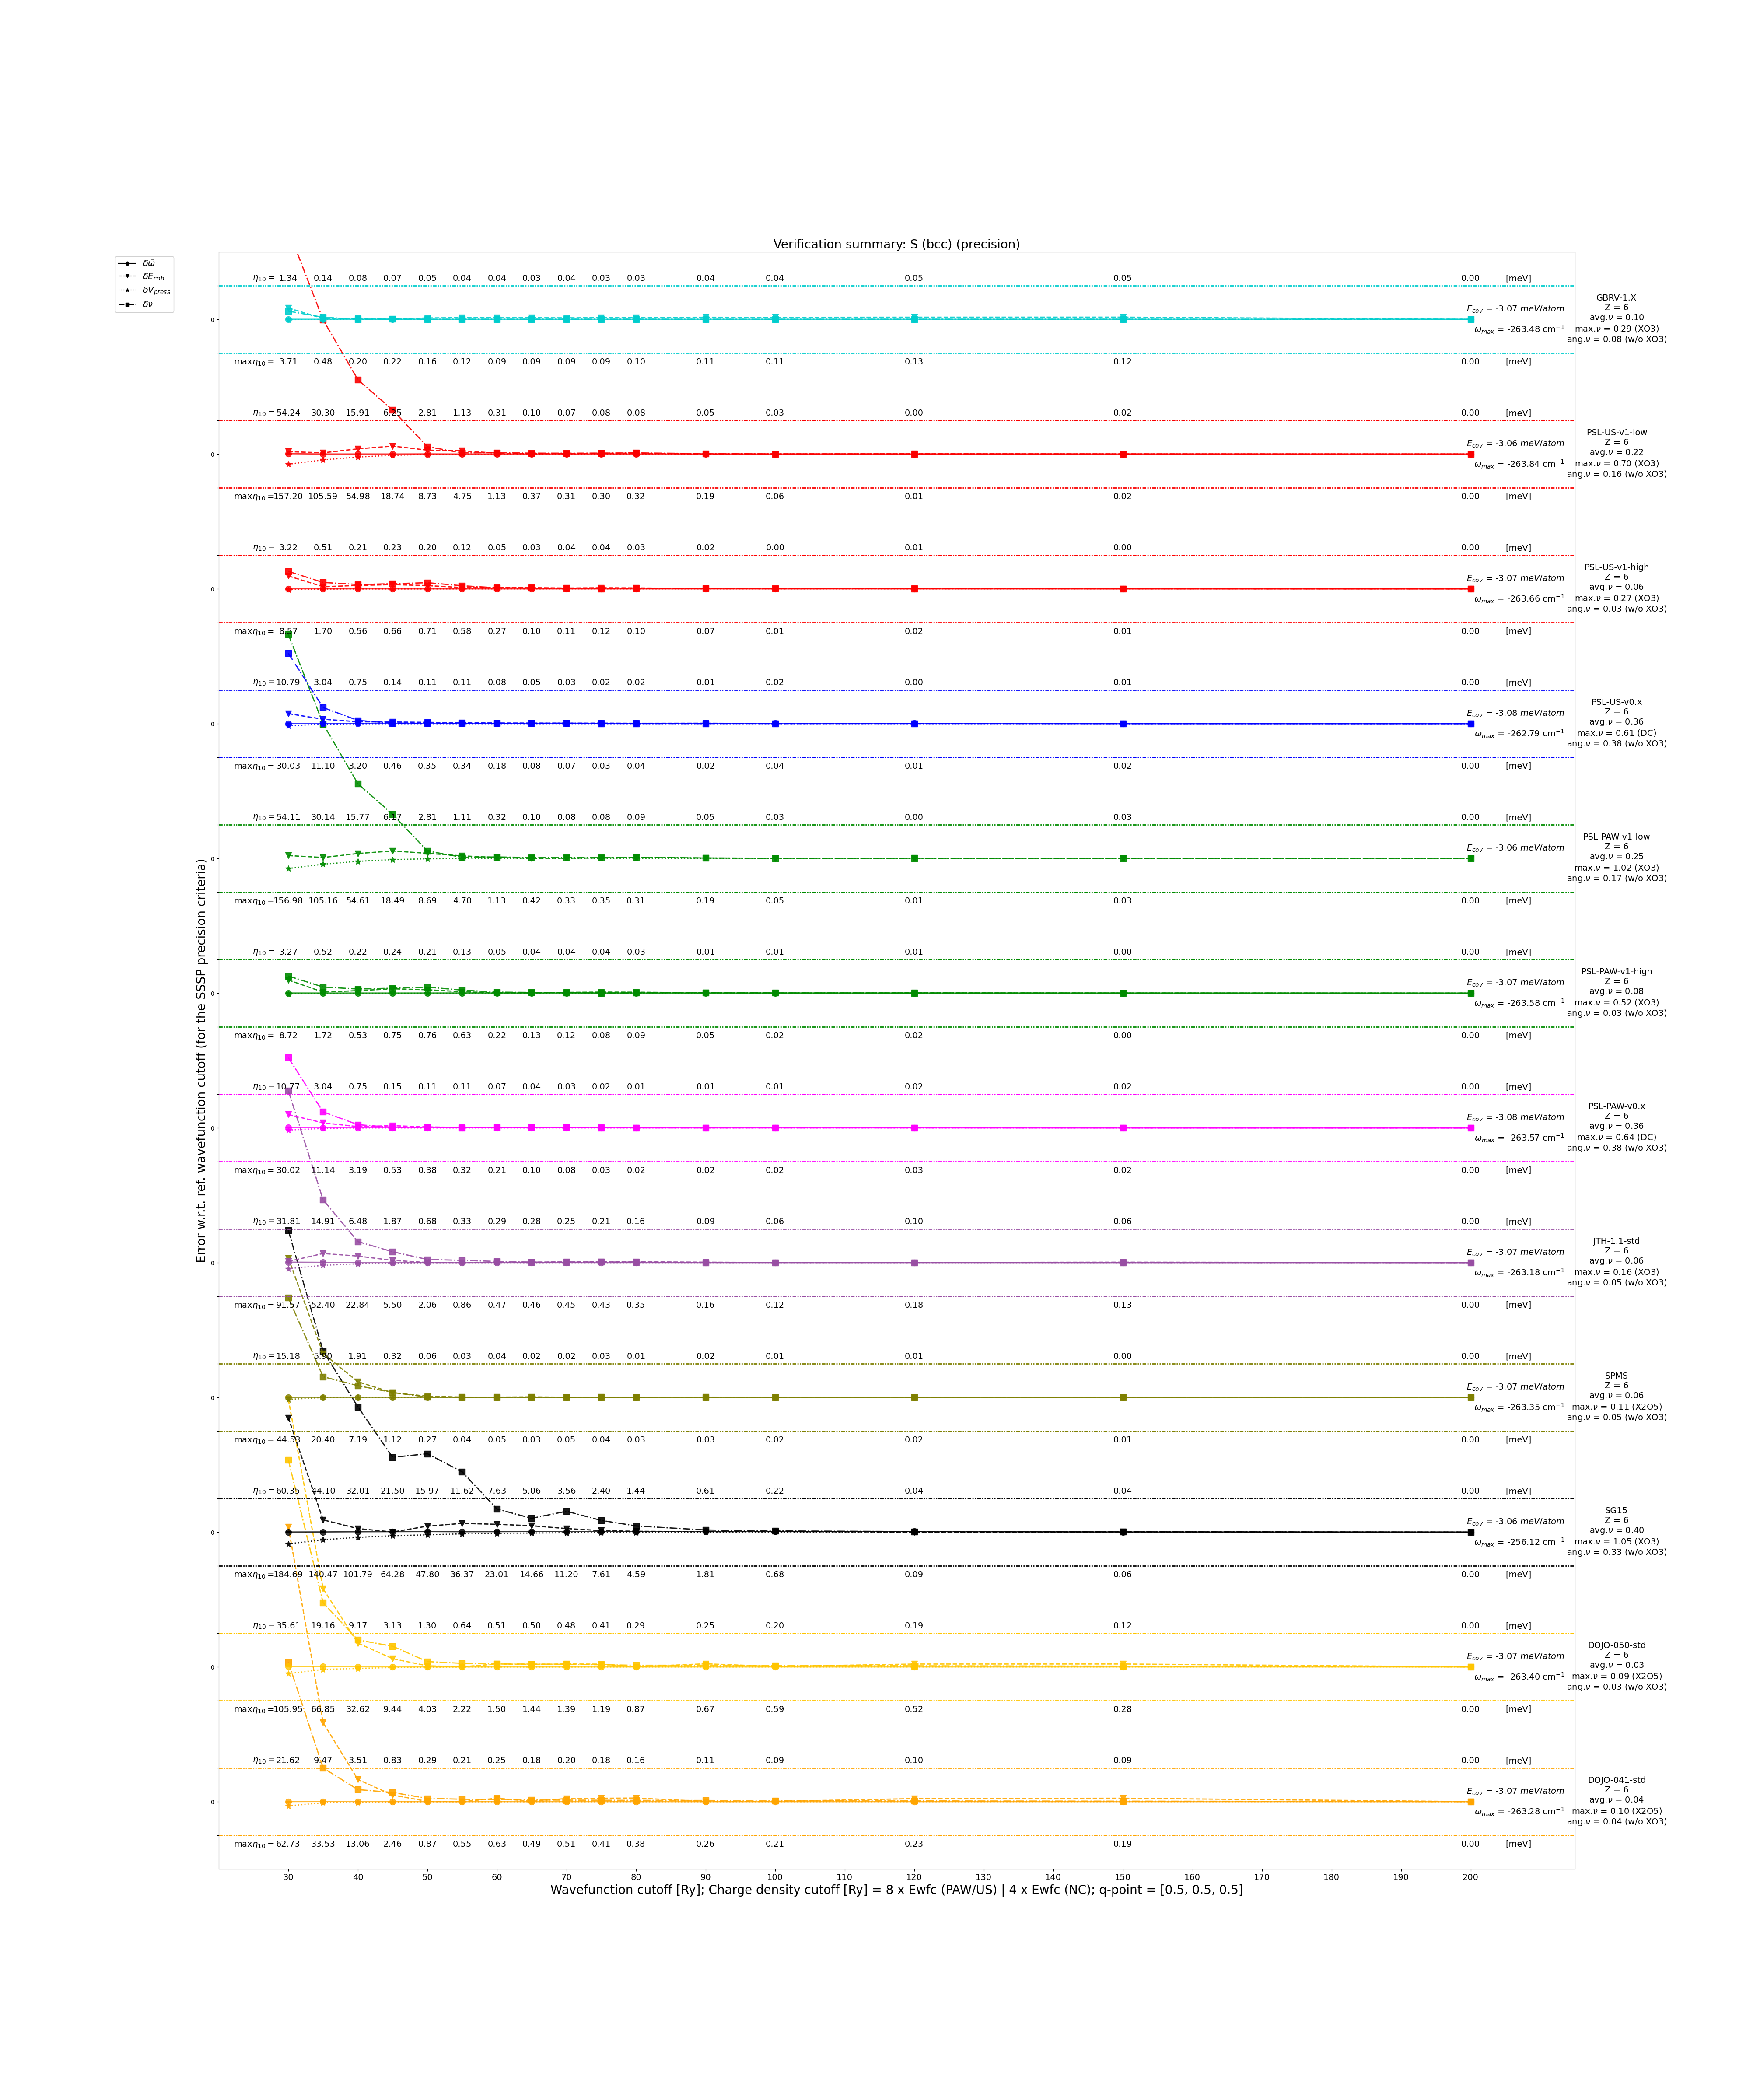 Verification summary: S (bcc) (precision)
δω̄
δE_coh
δV_press
δν
Error w.r.t. ref. wavefunction cutoff (for the SSSP precision criteria)
η₁₀ = 1.34 0.14 0.08 0.07 0.05 0.04 0.04 0.03 0.04 0.03 0.03 0.04 0.04 0.05 0.05 0.00 [meV]
0
E_cov = -3.07 meV/atom
ω_max = -263.48 cm⁻¹
GBRV-1.X
Z = 6
avg.ν = 0.10
max.ν = 0.29 (XO3)
ang.ν = 0.08 (w/o XO3)
maxη₁₀ = 3.71 0.48 0.20 0.22 0.16 0.12 0.09 0.09 0.09 0.09 0.09 0.11 0.11 0.13 0.12 0.00 [meV]
η₁₀ = 54.24 30.30 15.91 6.25 2.81 1.13 0.31 0.10 0.07 0.08 0.08 0.05 0.03 0.00 0.02 0.00 [meV]
0
E_cov = -3.06 meV/atom
ω_max = -263.84 cm⁻¹
PSL-US-v1-low
Z = 6
avg.ν = 0.22
max.ν = 0.70 (XO3)
ang.ν = 0.16 (w/o XO3)
maxη₁₀ = 157.20 105.59 54.98 18.74 8.73 4.75 1.13 0.37 0.31 0.30 0.32 0.19 0.06 0.01 0.02 0.00 [meV]
η₁₀ = 3.22 0.51 0.21 0.23 0.20 0.12 0.05 0.03 0.04 0.04 0.03 0.02 0.00 0.01 0.00 0.00 [meV]
0
E_cov = -3.07 meV/atom
ω_max = -263.66 cm⁻¹
PSL-US-v1-high
Z = 6
avg.ν = 0.06
max.ν = 0.27 (XO3)
ang.ν = 0.03 (w/o XO3)
maxη₁₀ = 8.57 1.70 0.56 0.66 0.71 0.58 0.27 0.10 0.11 0.12 0.10 0.07 0.01 0.02 0.01 0.00 [meV]
η₁₀ = 10.79 3.04 0.75 0.14 0.11 0.11 0.08 0.05 0.03 0.02 0.02 0.01 0.02 0.00 0.01 0.00 [meV]
0
E_cov = -3.08 meV/atom
ω_max = -262.79 cm⁻¹
PSL-US-v0.x
Z = 6
avg.ν = 0.36
max.ν = 0.61 (DC)
ang.ν = 0.38 (w/o XO3)
maxη₁₀ = 30.03 11.10 3.20 0.46 0.35 0.34 0.18 0.08 0.07 0.03 0.04 0.02 0.04 0.01 0.02 0.00 [meV]
η₁₀ = 54.11 30.14 15.77 6.17 2.81 1.11 0.32 0.10 0.08 0.08 0.09 0.05 0.03 0.00 0.03 0.00 [meV]
0
E_cov = -3.06 meV/atom
PSL-PAW-v1-low
Z = 6
avg.ν = 0.25
max.ν = 1.02 (XO3)
ang.ν = 0.17 (w/o XO3)
maxη₁₀ = 156.98 105.16 54.61 18.49 8.69 4.70 1.13 0.42 0.33 0.35 0.31 0.19 0.05 0.01 0.03 0.00 [meV]
η₁₀ = 3.27 0.52 0.22 0.24 0.21 0.13 0.05 0.04 0.04 0.04 0.03 0.01 0.01 0.01 0.00 0.00 [meV]
0
E_cov = -3.07 meV/atom
ω_max = -263.58 cm⁻¹
PSL-PAW-v1-high
Z = 6
avg.ν = 0.08
max.ν = 0.52 (XO3)
ang.ν = 0.03 (w/o XO3)
maxη₁₀ = 8.72 1.72 0.53 0.75 0.76 0.63 0.22 0.13 0.12 0.08 0.09 0.05 0.02 0.02 0.00 0.00 [meV]
η₁₀ = 10.77 3.04 0.75 0.15 0.11 0.11 0.07 0.04 0.03 0.02 0.01 0.01 0.01 0.02 0.02 0.00 [meV]
0
E_cov = -3.08 meV/atom
ω_max = -263.57 cm⁻¹
PSL-PAW-v0.x
Z = 6
avg.ν = 0.36
max.ν = 0.64 (DC)
ang.ν = 0.38 (w/o XO3)
maxη₁₀ = 30.02 11.14 3.19 0.53 0.38 0.32 0.21 0.10 0.08 0.03 0.02 0.02 0.02 0.03 0.02 0.00 [meV]
η₁₀ = 31.81 14.91 6.48 1.87 0.68 0.33 0.29 0.28 0.25 0.21 0.16 0.09 0.06 0.10 0.06 0.00 [meV]
0
E_cov = -3.07 meV/atom
ω_max = -263.18 cm⁻¹
JTH-1.1-std
Z = 6
avg.ν = 0.06
max.ν = 0.16 (XO3)
ang.ν = 0.05 (w/o XO3)
maxη₁₀ = 91.57 52.40 22.84 5.50 2.06 0.86 0.47 0.46 0.45 0.43 0.35 0.16 0.12 0.18 0.13 0.00 [meV]
η₁₀ = 15.18 5.90 1.91 0.32 0.06 0.03 0.04 0.02 0.02 0.03 0.01 0.02 0.01 0.01 0.00 0.00 [meV]
0
E_cov = -3.07 meV/atom
ω_max = -263.35 cm⁻¹
SPMS
Z = 6
avg.ν = 0.06
max.ν = 0.11 (X2O5)
ang.ν = 0.05 (w/o XO3)
maxη₁₀ = 44.53 20.40 7.19 1.12 0.27 0.04 0.05 0.03 0.05 0.04 0.03 0.03 0.02 0.02 0.01 0.00 [meV]
η₁₀ = 60.35 44.10 32.01 21.50 15.97 11.62 7.63 5.06 3.56 2.40 1.44 0.61 0.22 0.04 0.04 0.00 [meV]
0
E_cov = -3.06 meV/atom
ω_max = -256.12 cm⁻¹
SG15
Z = 6
avg.ν = 0.40
max.ν = 1.05 (XO3)
ang.ν = 0.33 (w/o XO3)
maxη₁₀ = 184.69 140.47 101.79 64.28 47.80 36.37 23.01 14.66 11.20 7.61 4.59 1.81 0.68 0.09 0.06 0.00 [meV]
η₁₀ = 35.61 19.16 9.17 3.13 1.30 0.64 0.51 0.50 0.48 0.41 0.29 0.25 0.20 0.19 0.12 0.00 [meV]
0
E_cov = -3.07 meV/atom
ω_max = -263.40 cm⁻¹
DOJO-050-std
Z = 6
avg.ν = 0.03
max.ν = 0.09 (X2O5)
ang.ν = 0.03 (w/o XO3)
maxη₁₀ = 105.95 66.85 32.62 9.44 4.03 2.22 1.50 1.44 1.39 1.19 0.87 0.67 0.59 0.52 0.28 0.00 [meV]
η₁₀ = 21.62 9.47 3.51 0.83 0.29 0.21 0.25 0.18 0.20 0.18 0.16 0.11 0.09 0.10 0.09 0.00 [meV]
0
E_cov = -3.07 meV/atom
ω_max = -263.28 cm⁻¹
DOJO-041-std
Z = 6
avg.ν = 0.04
max.ν = 0.10 (X2O5)
ang.ν = 0.04 (w/o XO3)
maxη₁₀ = 62.73 33.53 13.06 2.46 0.87 0.55 0.63 0.49 0.51 0.41 0.38 0.26 0.21 0.23 0.19 0.00 [meV]
30 40 50 60 70 80 90 100 110 120 130 140 150 160 170 180 190 200
Wavefunction cutoff [Ry]; Charge density cutoff [Ry] = 8 x Ewfc (PAW/US) | 4 x Ewfc (NC); q-point = [0.5, 0.5, 0.5]